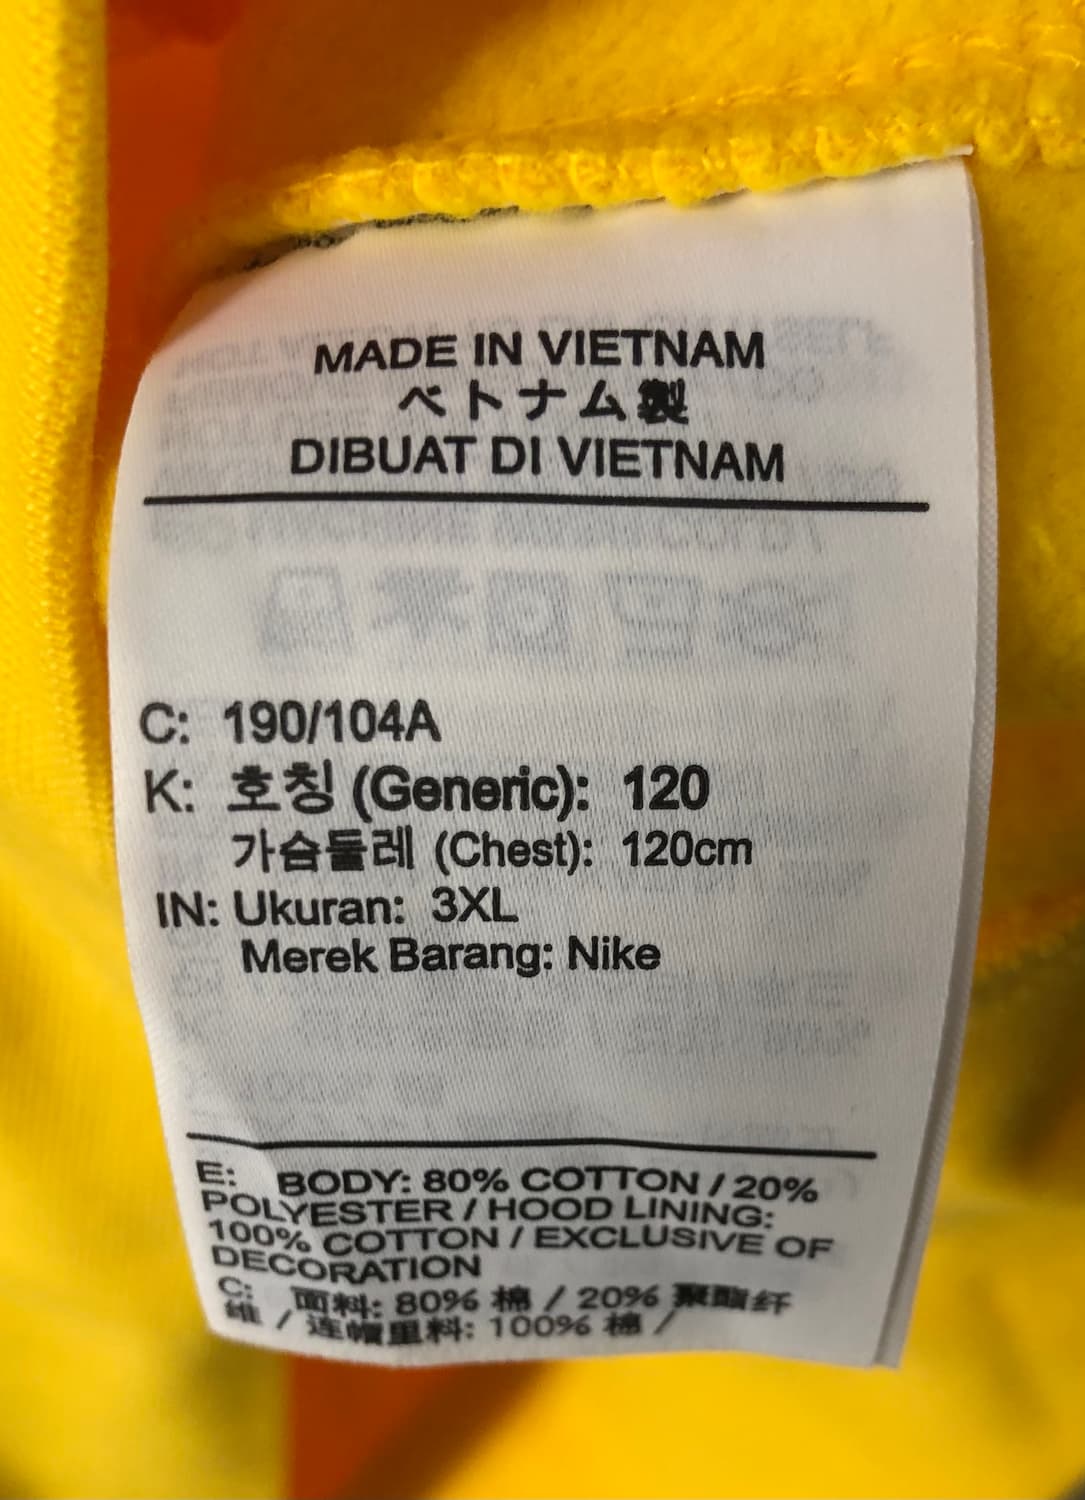 MADE IN VIETNAM
ベトナム製
DIBUAT DI VIETNAM
C: 190/104A
K: 호칭 (Generic): 120
가슴둘레 (Chest): 120cm
IN: Ukuran: 3XL
Merek Barang: Nike
E: BODY: 80% COTTON / 20%
POLYESTER / HOOD LINING:
100% COTTON / EXCLUSIVE OF
DECORATION
C: 面料: 80% 棉 / 20% 聚酯纤
维 / 连帽里料: 100% 棉 /